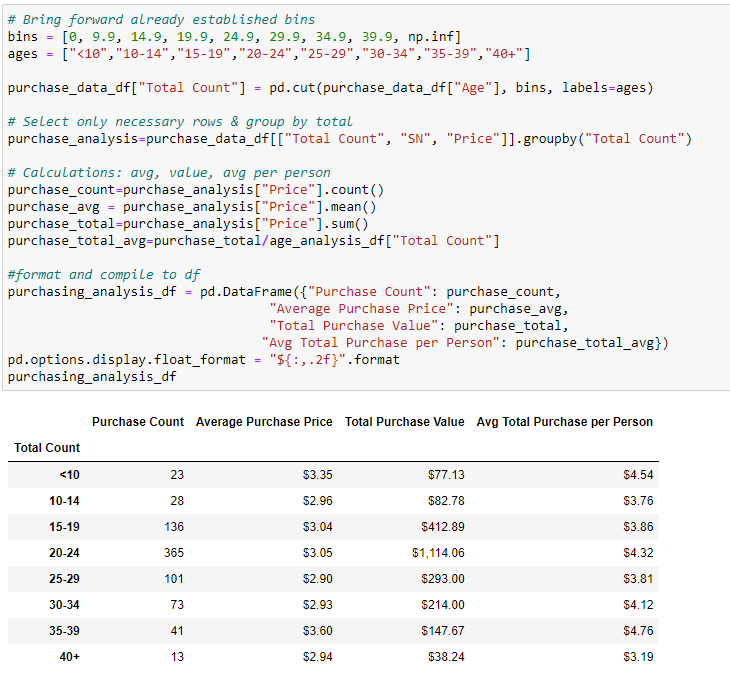 # Bring forward already established bins
bins = [0, 9.9, 14.9, 19.9, 24.9, 29.9, 34.9, 39.9, np.inf]
ages = ["<10","10-14","15-19","20-24","25-29","30-34","35-39","40+"]
purchase_data_df["Total Count"] = pd.cut(purchase_data_df["Age"], bins, labels=ages)
# Select only necessary rows & group by total
purchase_analysis=purchase_data_df[["Total Count", "SN", "Price"]].groupby("Total Count")
# Calculations: avg, value, avg per person
purchase_count=purchase_analysis["Price"].count()
purchase_avg = purchase_analysis["Price"].mean()
purchase_total=purchase_analysis["Price"].sum()
purchase_total_avg=purchase_total/age_analysis_df["Total Count"]
#format and compile to df
purchasing_analysis_df = pd.DataFrame({"Purchase Count": purchase_count,
"Average Purchase Price": purchase_avg,
"Total Purchase Value": purchase_total,
"Avg Total Purchase per Person": purchase_total_avg})
pd.options.display.float_format = "${:,.2f}".format
purchasing_analysis_df
Purchase Count Average Purchase Price Total Purchase Value Avg Total Purchase per Person
Total Count
<10 23 $3.35 $77.13 $4.54
10-14 28 $2.96 $82.78 $3.76
15-19 136 $3.04 $412.89 $3.86
20-24 365 $3.05 $1,114.06 $4.32
25-29 101 $2.90 $293.00 $3.81
30-34 73 $2.93 $214.00 $4.12
35-39 41 $3.60 $147.67 $4.76
40+ 13 $2.94 $38.24 $3.19